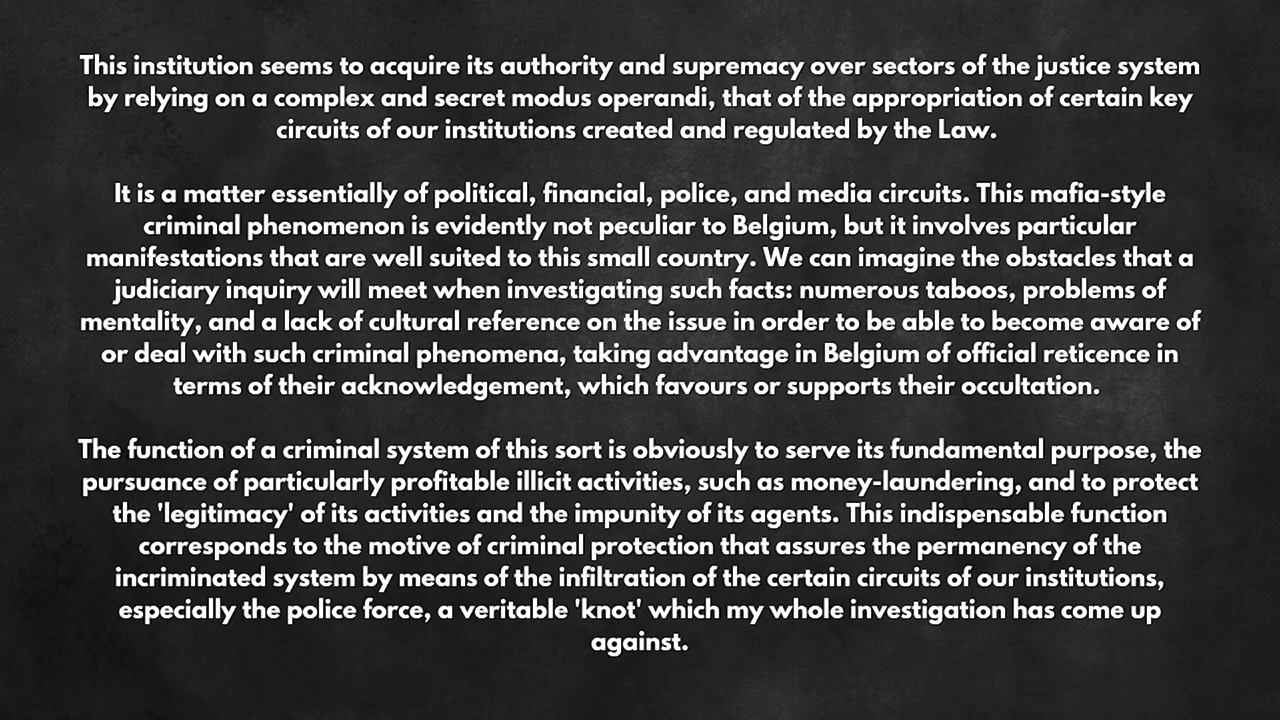 This institution seems to acquire its authority and supremacy over sectors of the justice system
by relying on a complex and secret modus operandi, that of the appropriation of certain key
circuits of our institutions created and regulated by the Law.
It is a matter essentially of political, financial, police, and media circuits. This mafia-style
criminal phenomenon is evidently not peculiar to Belgium, but it involves particular
manifestations that are well suited to this small country. We can imagine the obstacles that a
judiciary inquiry will meet when investigating such facts: numerous taboos, problems of
mentality, and a lack of cultural reference on the issue in order to be able to become aware of
or deal with such criminal phenomena, taking advantage in Belgium of official reticence in
terms of their acknowledgement, which favours or supports their occultation.
The function of a criminal system of this sort is obviously to serve its fundamental purpose, the
pursuance of particularly profitable illicit activities, such as money-laundering, and to protect
the 'legitimacy' of its activities and the impunity of its agents. This indispensable function
corresponds to the motive of criminal protection that assures the permanency of the
incriminated system by means of the infiltration of the certain circuits of our institutions,
especially the police force, a veritable 'knot' which my whole investigation has come up
against.